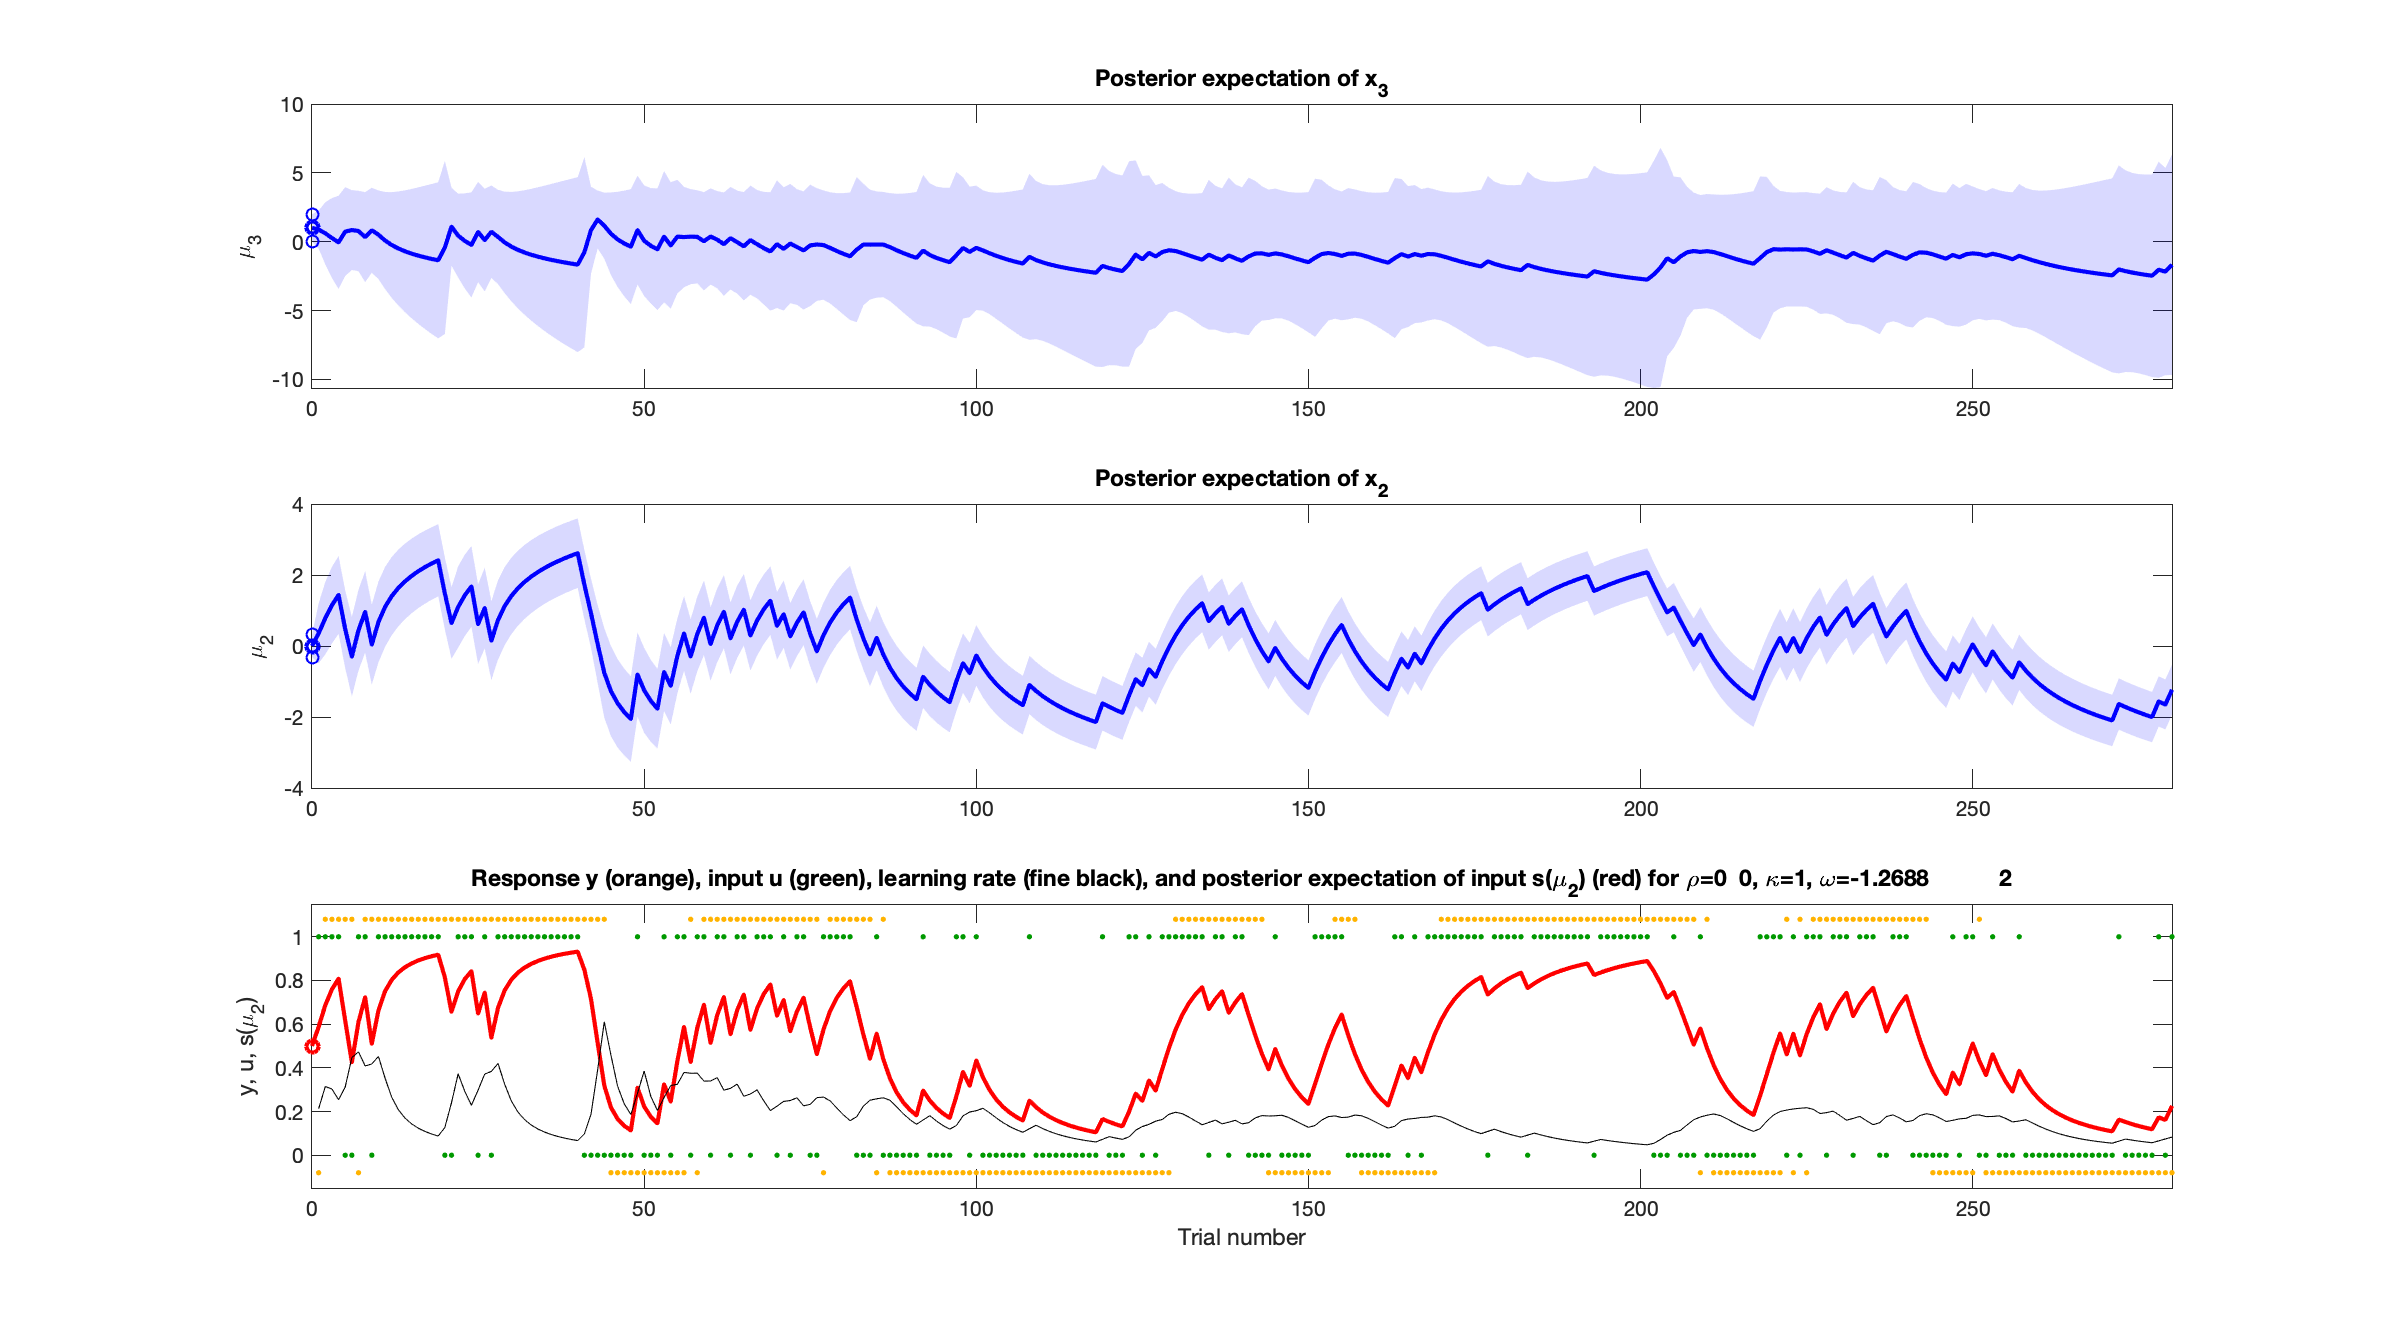 Posterior expectation of x3
10
5
0
-5
-10
μ3
0 50 100 150 200 250
Posterior expectation of x2
4
2
0
-2
-4
μ2
0 50 100 150 200 250
Response y (orange), input u (green), learning rate (fine black), and posterior expectation of input s(μ2) (red) for ρ=0 0, κ=1, ω=-1.2688 2
1
0.8
0.6
0.4
0.2
0
y, u, s(μ2)
0 50 100 150 200 250
Trial number